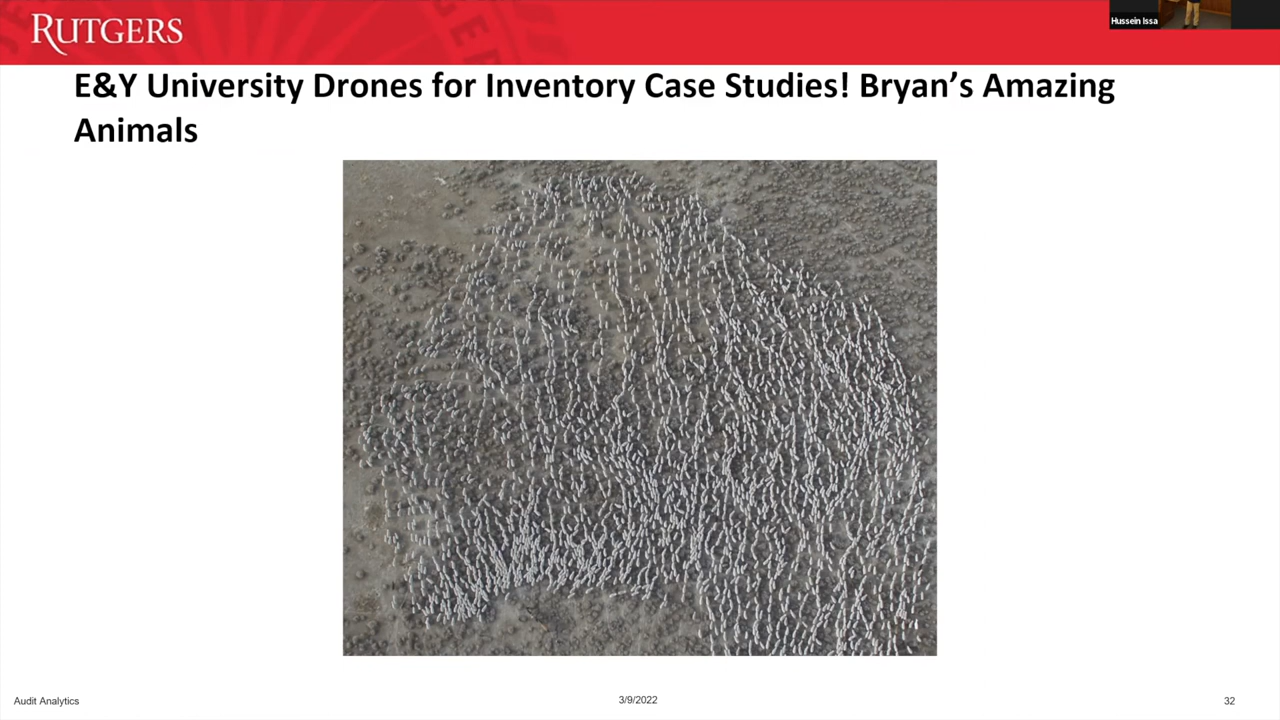 RUTGERS
Hussein Issa
E&Y University Drones for Inventory Case Studies! Bryan’s Amazing
Animals
Audit Analytics
3/9/2022
32